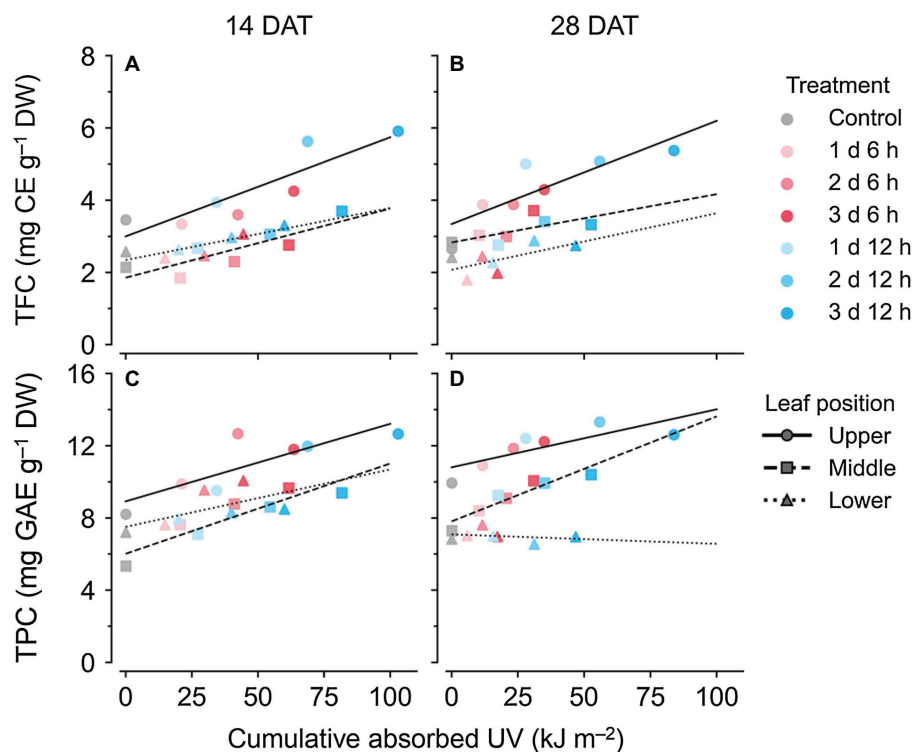 14 DAT
28 DAT
TFC (mg CE g⁻¹ DW)
8
6
4
2
0
A
B
TPC (mg GAE g⁻¹ DW)
16
12
8
4
0
C
D
0 25 50 75 100
0 25 50 75 100
Cumulative absorbed UV (kJ m⁻²)
Treatment
Control
1 d 6 h
2 d 6 h
3 d 6 h
1 d 12 h
2 d 12 h
3 d 12 h
Leaf position
Upper
Middle
Lower